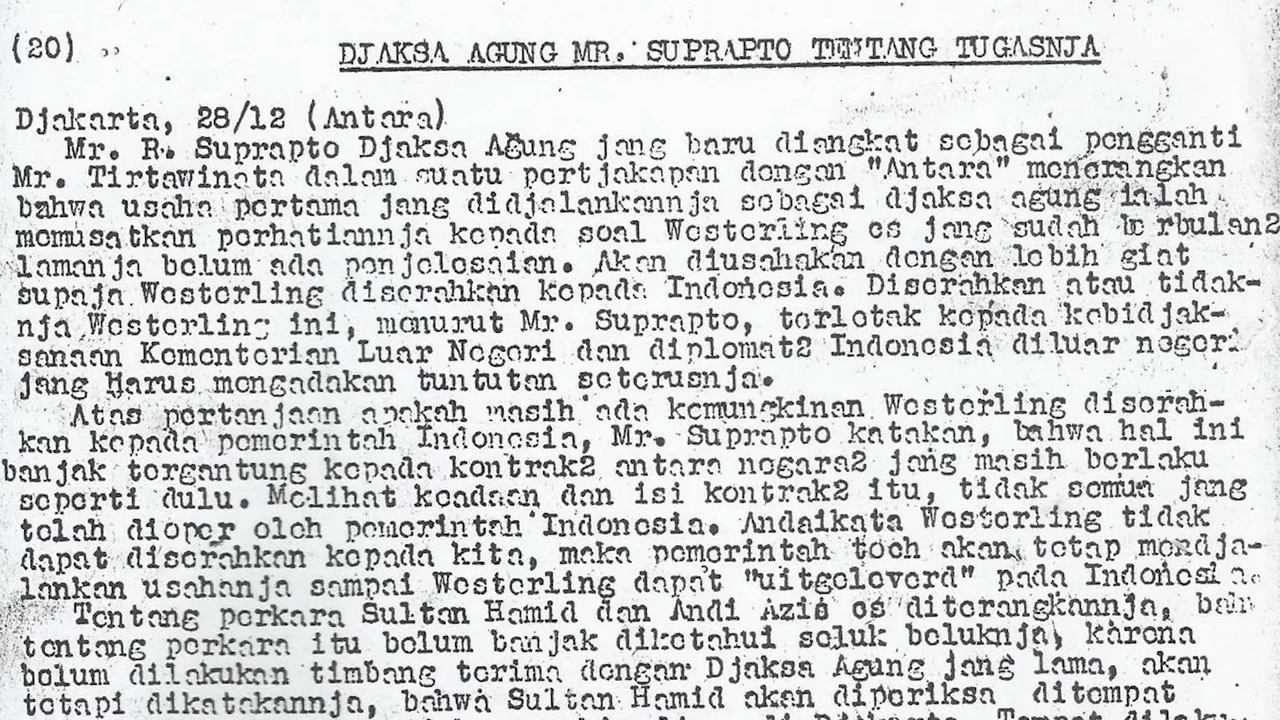 (20)
DJAKSA AGUNG MR. SUPRAPTO TENTANG TUGASNJA
Djakarta, 28/12 (Antara)
Mr. R. Suprapto Djaksa Agung jang baru diangkat sebagai pengganti
Mr. Tirtawinata dalam suatu pertjakapan dengan "Antara" menerangkan
bahwa usaha pertama jang didjalankannja sebagai djaksa agung ialah
memusatkan perhatiannja kepada soal Westerling cs jang sudah berbulan2
lamanja belum ada penjelesaian. Akan diusahakan dengan lebih giat
supaja Westerling diserahkan kepada Indonesia. Diserahkan atau tidak-
nja Westerling ini, menurut Mr. Suprapto, terletak kepada kebidjak-
sanaan Kementerian Luar Negeri dan diplomat2 Indonesia diluar negeri
jang Harus mengadakan tuntutan seterusnja.
Atas pertanjaan apakah masih ada kemungkinan Westerling diserah-
kan kepada pemerintah Indonesia, Mr. Suprapto katakan, bahwa hal ini
banjak tergantung kepada kontrak2 antara negara2 jang masih berlaku
seperti dulu. Melihat keadaan dan isi kontrak2 itu, tidak semua jang
telah dioper oleh pemerintah Indonesia. Andaikata Westerling tidak
dapat diserahkan kepada kita, maka pemerintah toch akan tetap mendja-
lankan usahanja sampai Westerling dapat "uitgeleverd" pada Indonesia.
Tentang perkara Sultan Hamid dan Andi Azis cs diterangkannja,
tentang perkara itu belum banjak diketahui seluk beluknja, karena
belum dilakukan timbang terima dengan Djaksa Agung jang lama, akan
tetapi dikatakannja, bahwa Sultan Hamid akan diperiksa ditempat